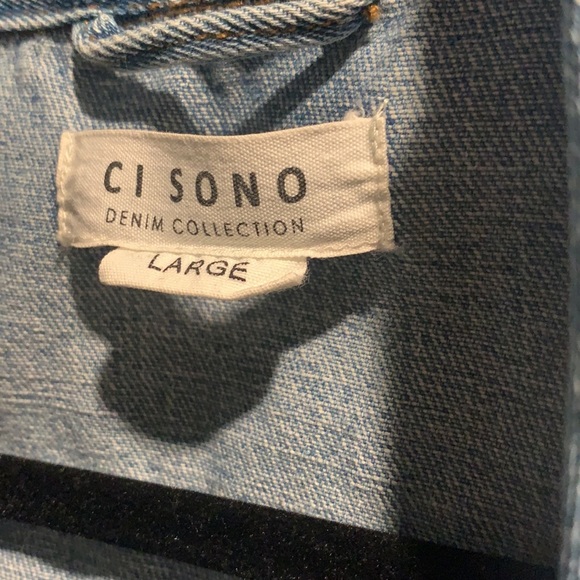 CI SONO
DENIM COLLECTION
LARGE